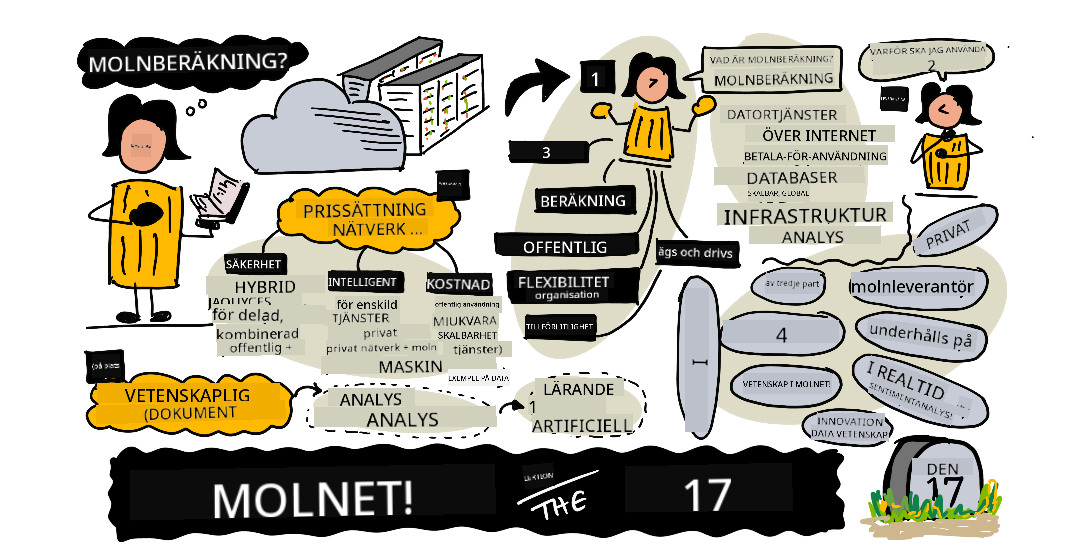 MOLNBERÄKNING?
1
VAD ÄR MOLNBERÄKNING?
MOLNBERÄKNING
VARFÖR SKA JAG ANVÄNDA
2
DATORTJÄNSTER
ÖVER INTERNET
BETALA-FÖR-ANVÄNDNING
DATABASER
SKALBAR, GLOBAL
INFRASTRUKTUR
ANALYS
3
BERÄKNING
OFFENTLIG
ägs och drivs
FLEXIBILITET
organisation
TILLFÖRLITLIGHET
PRISSÄTTNING
NÄTVERK ...
SÄKERHET
HYBRID
för delad,
kombinerad
offentlig +
INTELLIGENT
för enskild
TJÄNSTER
privat
privat nätverk + moln
MASKIN
KOSTNAD
offentlig användning
MJUKVARA
SKALBARHET
tjänster)
EXEMPEL PÅ DATA
(på plats
VETENSKAPLIG
(DOKUMENT
ANALYS
ANALYS
LÄRANDE
1
ARTIFICIELL
I
PRIVAT
av tredje part
molnleverantör
4
underhålls på
VETENSKAP I MOLNET!
I REALTID ...
SENTIMENTANALYS!
INNOVATION
DATA VETENSKAP
MOLNET!
LEKTION
THE
17
DEN
17